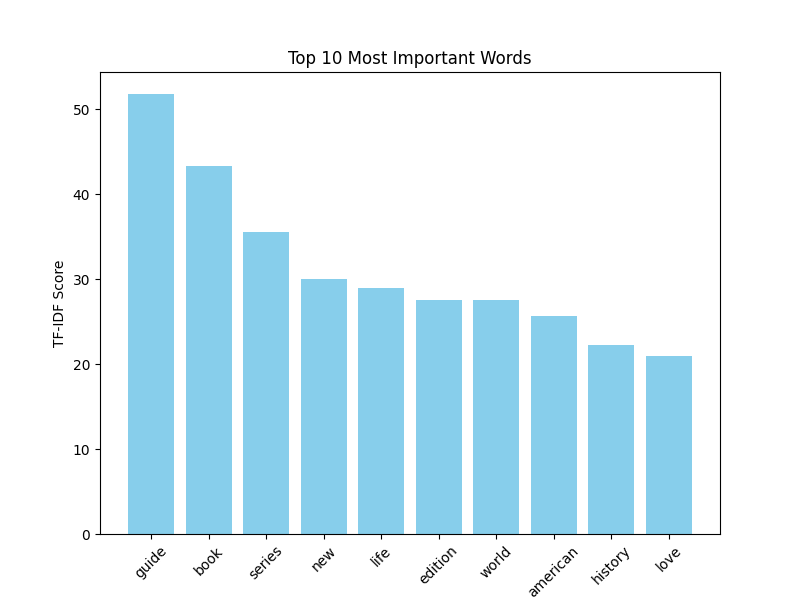 Top 10 Most Important Words
TF-IDF Score
50
40
30
20
10
0
guide
book
series
new
life
edition
world
american
history
love